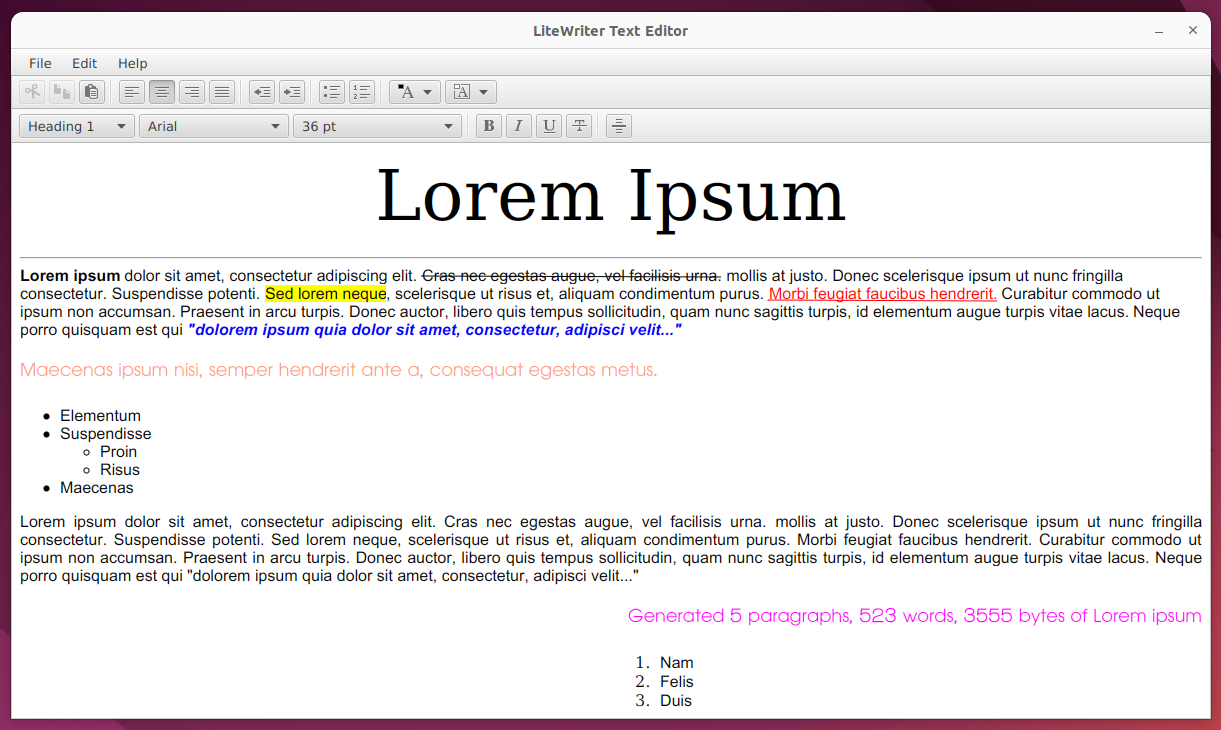 LiteWriter Text Editor
File Edit Help
Heading 1 Arial 36 pt B I U T
Lorem Ipsum
Lorem ipsum dolor sit amet, consectetur adipiscing elit. Cras nec egestas augue, vel facilisis urna. mollis at justo. Donec scelerisque ipsum ut nunc fringilla
consectetur. Suspendisse potenti. Sed lorem neque, scelerisque ut risus et, aliquam condimentum purus. Morbi feugiat faucibus hendrerit. Curabitur commodo ut
ipsum non accumsan. Praesent in arcu turpis. Donec auctor, libero quis tempus sollicitudin, quam nunc sagittis turpis, id elementum augue turpis vitae lacus. Neque
porro quisquam est qui "dolorem ipsum quia dolor sit amet, consectetur, adipisci velit..."
Maecenas ipsum nisi, semper hendrerit ante a, consequat egestas metus.
• Elementum
• Suspendisse
◦ Proin
◦ Risus
• Maecenas
Lorem ipsum dolor sit amet, consectetur adipiscing elit. Cras nec egestas augue, vel facilisis urna. mollis at justo. Donec scelerisque ipsum ut nunc fringilla
consectetur. Suspendisse potenti. Sed lorem neque, scelerisque ut risus et, aliquam condimentum purus. Morbi feugiat faucibus hendrerit. Curabitur commodo ut
ipsum non accumsan. Praesent in arcu turpis. Donec auctor, libero quis tempus sollicitudin, quam nunc sagittis turpis, id elementum augue turpis vitae lacus. Neque
porro quisquam est qui "dolorem ipsum quia dolor sit amet, consectetur, adipisci velit..."
Generated 5 paragraphs, 523 words, 3555 bytes of Lorem ipsum
1. Nam
2. Felis
3. Duis